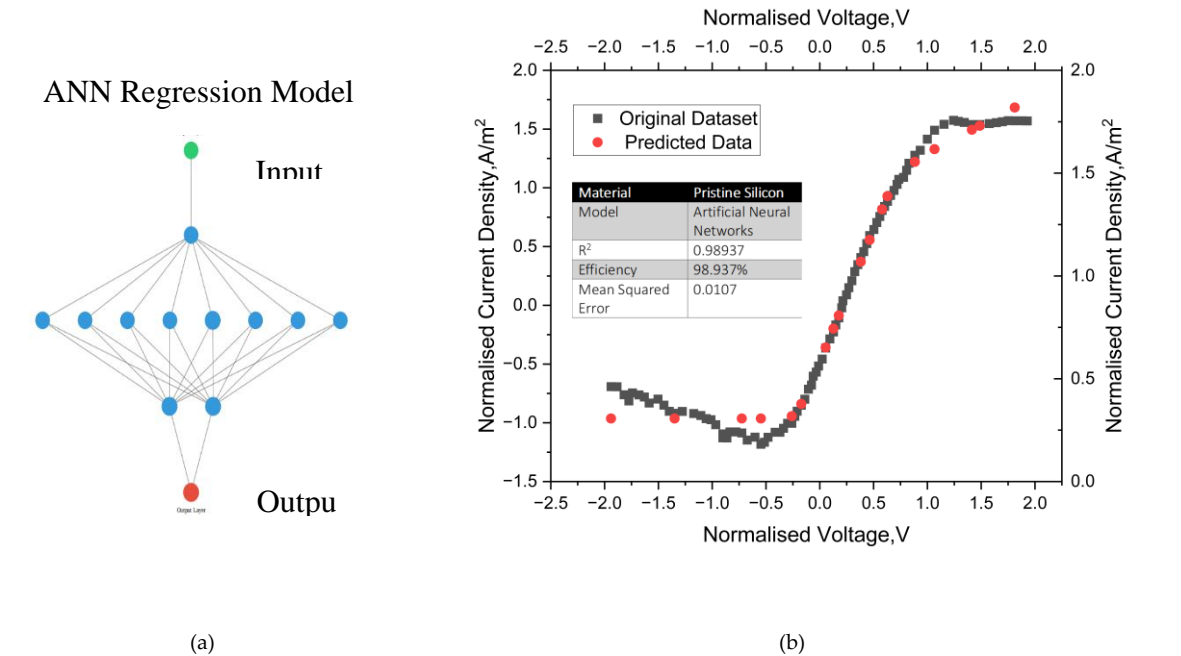 ANN Regression Model
Input
Outpu
Output Layer
(a)
Normalised Voltage,V
−2.5 −2.0 −1.5 −1.0 −0.5 0.0 0.5 1.0 1.5 2.0
2.0
1.5
1.0
0.5
0.0
−0.5
−1.0
−1.5
Normalised Current Density,A/m²
Original Dataset
Predicted Data
Material Pristine Silicon
Model Artificial Neural
Networks
R² 0.98937
Efficiency 98.937%
Mean Squared 0.0107
Error
2.0
1.5
1.0
0.5
0.0
Normalised Current Density,A/m²
−2.5 −2.0 −1.5 −1.0 −0.5 0.0 0.5 1.0 1.5 2.0
Normalised Voltage,V
(b)